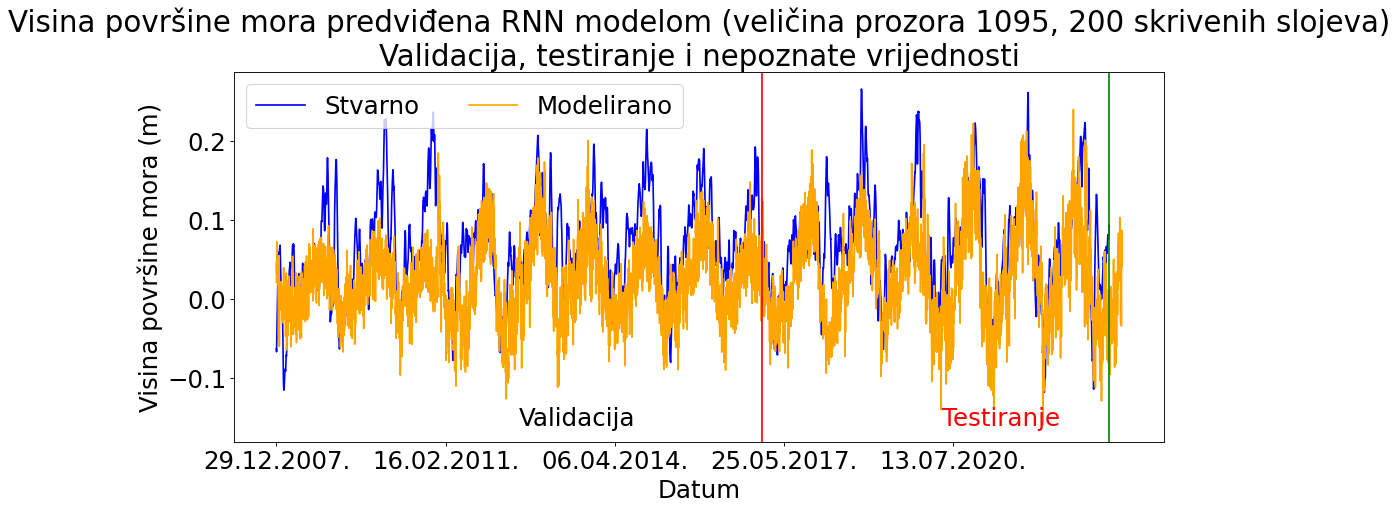 Visina površine mora predviđena RNN modelom (veličina prozora 1095, 200 skrivenih slojeva)
Validacija, testiranje i nepoznate vrijednosti
Stvarno Modelirano
Visina površine mora (m)
0.2
0.1
0.0
−0.1
Validacija Testiranje
29.12.2007. 16.02.2011. 06.04.2014. 25.05.2017. 13.07.2020.
Datum